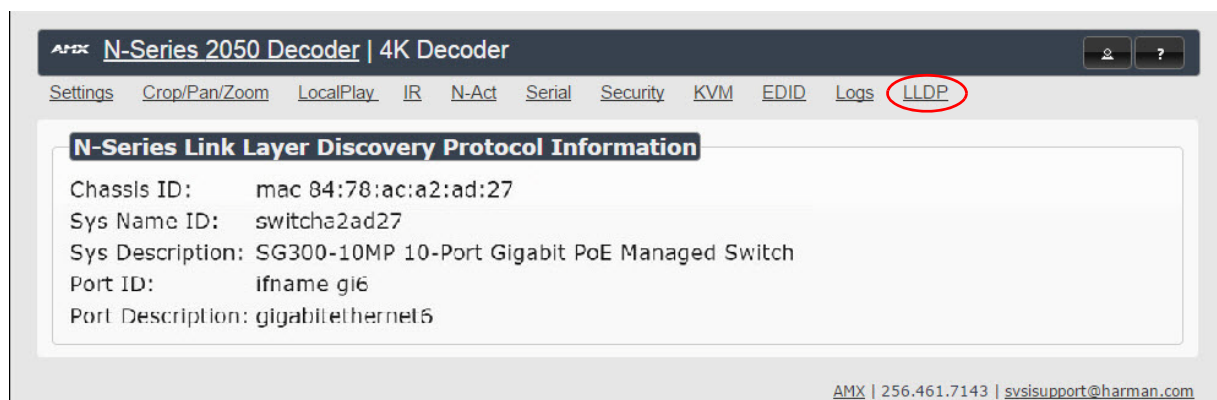 AMX N-Series 2050 Decoder | 4K Decoder ?
Settings Crop/Pan/Zoom LocalPlay IR N-Act Serial Security KVM EDID Logs LLDP
N-Series Link Layer Discovery Protocol Information
Chassis ID: mac 84:78:ac:a2:ad:27
Sys Name ID: switcha2ad27
Sys Description: SG300-10MP 10-Port Gigabit PoE Managed Switch
Port ID: ifname gi6
Port Description: gigabitethernet6
AMX | 256.461.7143 | svsisupport@harman.com